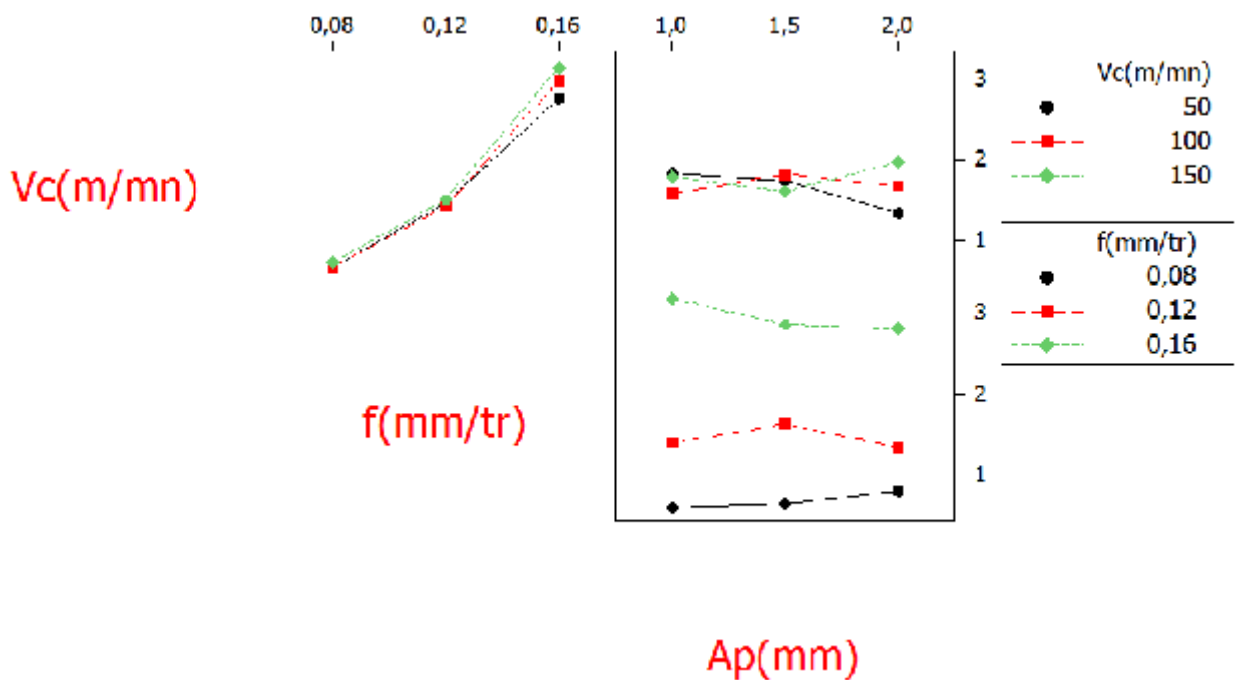 0,08 0,12 0,16 1,0 1,5 2,0
Vc(m/mn)
3
50
100
2
150
Vc(m/mn)
1
f(mm/tr)
0,08
3
0,12
0,16
2
f(mm/tr)
1
Ap(mm)